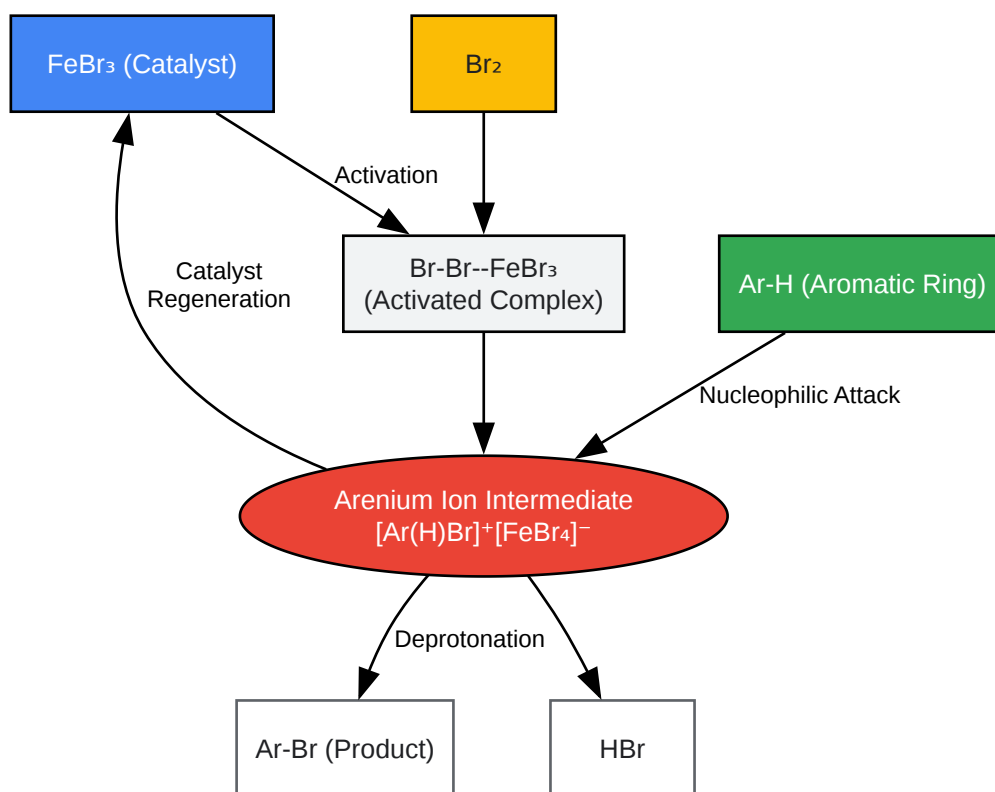 FeBr₃ (Catalyst)
Br₂
Activation
Catalyst
Regeneration
Br-Br--FeBr₃
(Activated Complex)
Ar-H (Aromatic Ring)
Nucleophilic Attack
Arenium Ion Intermediate
[Ar(H)Br]⁺[FeBr₄]⁻
Deprotonation
Ar-Br (Product)
HBr